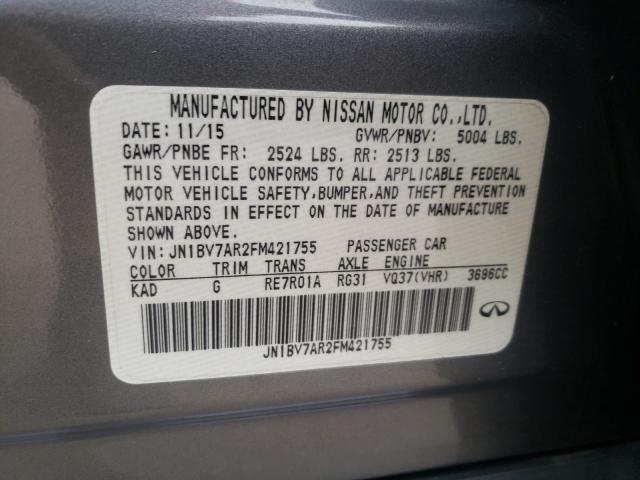 MANUFACTURED BY NISSAN MOTOR CO.,LTD.
DATE: 11/15 GVWR/PNBV: 5004 LBS.
GAWR/PNBE FR: 2524 LBS. RR: 2513 LBS.
THIS VEHICLE CONFORMS TO ALL APPLICABLE FEDERAL
MOTOR VEHICLE SAFETY,BUMPER,AND THEFT PREVENTION
STANDARDS IN EFFECT ON THE DATE OF MANUFACTURE
SHOWN ABOVE.
VIN: JN1BV7AR2FM421755 PASSENGER CAR
COLOR TRIM TRANS AXLE ENGINE
KAD G RE7R01A RG31 VQ37(VHR) 3696CC
JN1BV7AR2FM421755